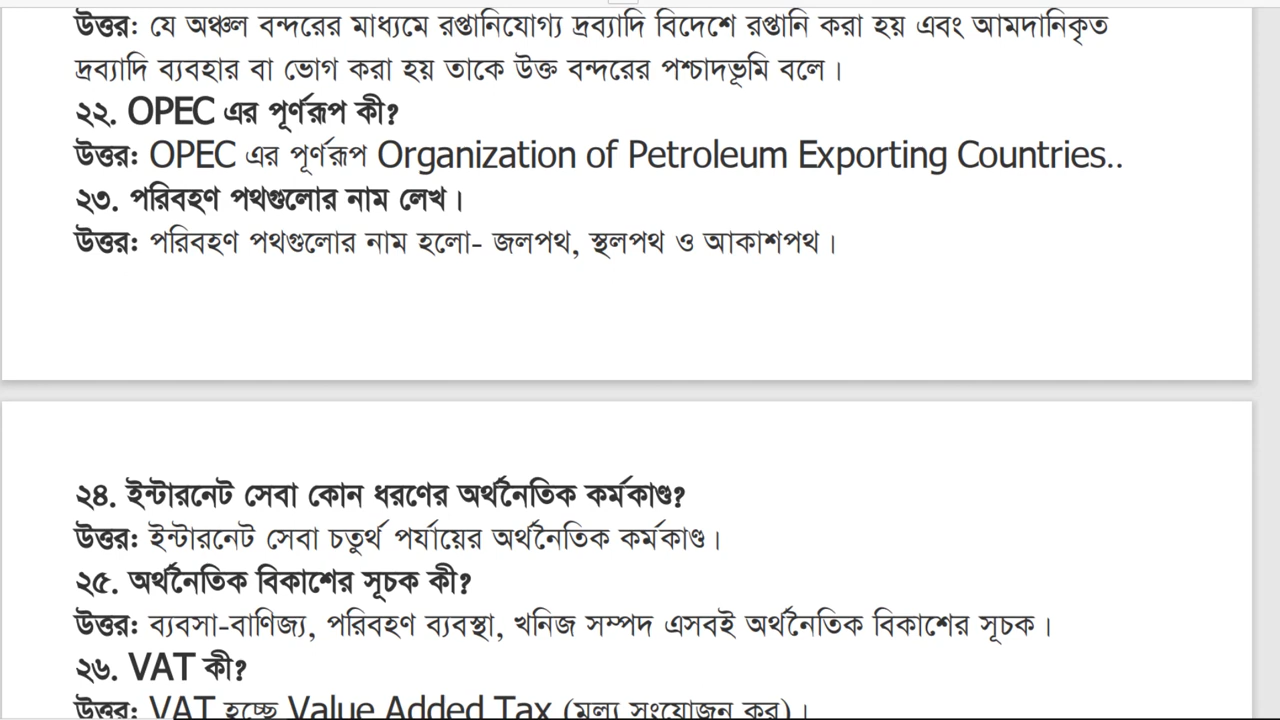 উত্তর: যে অঞ্চল বন্দরের মাধ্যমে রপ্তানিযোগ্য দ্রব্যাদি বিদেশে রপ্তানি করা হয় এবং আমদানিকৃত
দ্রব্যাদি ব্যবহার বা ভোগ করা হয় তাকে উক্ত বন্দরের পশ্চাদভূমি বলে।
২২. OPEC এর পূর্ণরূপ কী?
উত্তর: OPEC এর পূর্ণরূপ Organization of Petroleum Exporting Countries..
২৩. পরিবহণ পথগুলোর নাম লেখ।
উত্তর: পরিবহণ পথগুলোর নাম হলো- জলপথ, স্থলপথ ও আকাশপথ।
২৪. ইন্টারনেট সেবা কোন ধরণের অর্থনৈতিক কর্মকাণ্ড?
উত্তর: ইন্টারনেট সেবা চতুর্থ পর্যায়ের অর্থনৈতিক কর্মকাণ্ড।
২৫. অর্থনৈতিক বিকাশের সূচক কী?
উত্তর: ব্যবসা-বাণিজ্য, পরিবহণ ব্যবস্থা, খনিজ সম্পদ এসবই অর্থনৈতিক বিকাশের সূচক।
২৬. VAT কী?
উত্তর: VAT হচ্ছে Value Added Tax (মূল্য সংযোজন কর)।